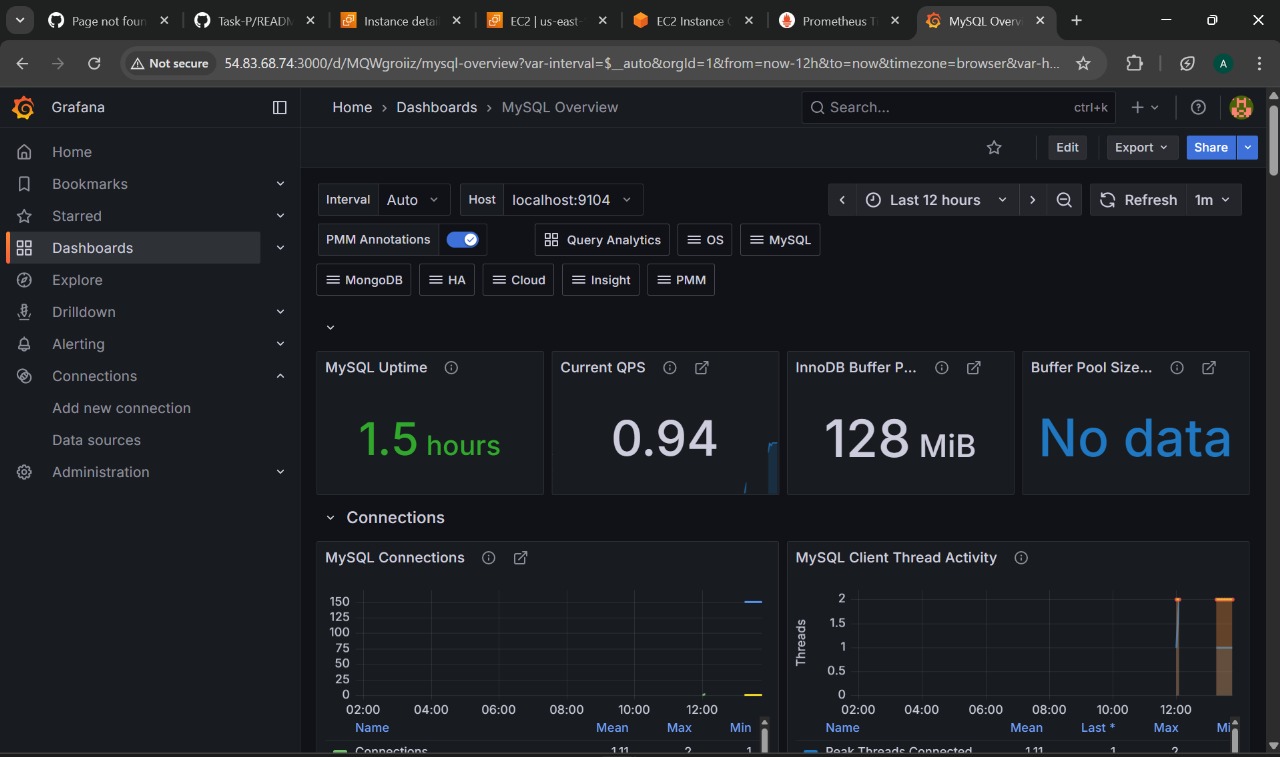 Page not foun
Task-P/READM
Instance detai
EC2 | us-east-
EC2 Instance C
Prometheus Ti
MySQL Overv
Not secure
54.83.68.74:3000/d/MQWgroiiz/mysql-overview?var-interval=$__auto&orgId=1&from=now-12h&to=now&timezone=browser&var-h...
A
Grafana
Home › Dashboards › MySQL Overview
Search...
ctrl+k
Home
Bookmarks
Starred
Dashboards
Explore
Drilldown
Alerting
Connections
Add new connection
Data sources
Administration
Edit
Export
Share
Interval Auto
Host localhost:9104
Last 12 hours
Refresh 1m
PMM Annotations
Query Analytics
OS
MySQL
MongoDB
HA
Cloud
Insight
PMM
MySQL Uptime
1.5 hours
Current QPS
0.94
InnoDB Buffer P...
128 MiB
Buffer Pool Size...
No data
Connections
MySQL Connections
150
125
100
75
50
25
0
02:00 04:00 06:00 08:00 10:00 12:00
Name Mean Max Min
Connections 1.11 2 1
MySQL Client Thread Activity
Threads
2
1.5
1
0.5
0
02:00 04:00 06:00 08:00 10:00 12:00
Name Mean Last * Max Mi
Peak Threads Connected 1.11 1 2